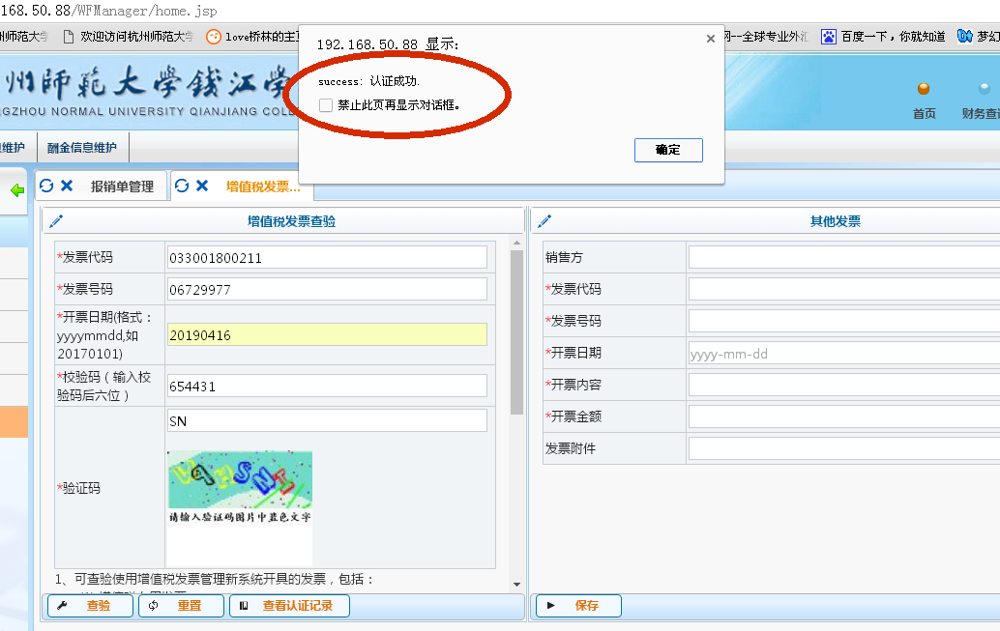 168.50.88/WFManager/home.jsp
州师范大学
欢迎访问杭州师范大学
love桥林的主页
网--全球专业外汇
百度一下，你就知道
梦幻
192.168.50.88 显示:
success: 认证成功.
禁止此页再显示对话框。
确定
州师范大学钱江学
GZHOU NORMAL UNIVERSITY QIANJIANG COLL
首页
财务查询
息维护
酬金信息维护
报销单管理
增值税发票...
增值税发票查验
*发票代码
033001800211
*发票号码
06729977
*开票日期(格式：
yyyymmdd,如
20170101)
20190416
*校验码（输入校
验码后六位）
654431
SN
*验证码
请输入验证码图片中蓝色文字
1、可查验使用增值税发票管理新系统开具的发票，包括：
查验
重置
查看认证记录
其他发票
销售方
*发票代码
*发票号码
*开票日期
yyyy-mm-dd
*开票内容
*开票金额
发票附件
保存